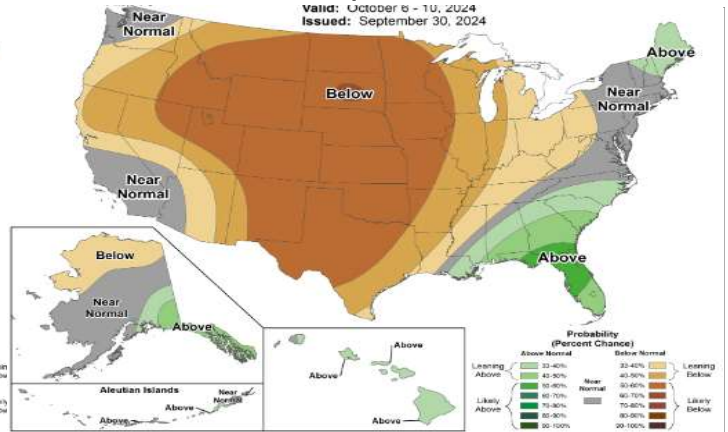 Valid: October 6 - 10, 2024
Issued: September 30, 2024
Near
Normal
Above
Below
Near
Normal
Near
Normal
Above
Below
Near
Normal
Above
Aleutian Islands
Near
Normal
Above
Above
Above
Above
Above
Probability
(Percent Chance)
Above Normal
Below Normal
Leaning
Above
33-40%
33-40%
Leaning
Below
40-50%
40-50%
Likely
Above
50-60%
50-60%
Likely
Below
60-70%
60-70%
70-80%
70-80%
80-90%
80-90%
90-100%
90-100%
Near
Normal